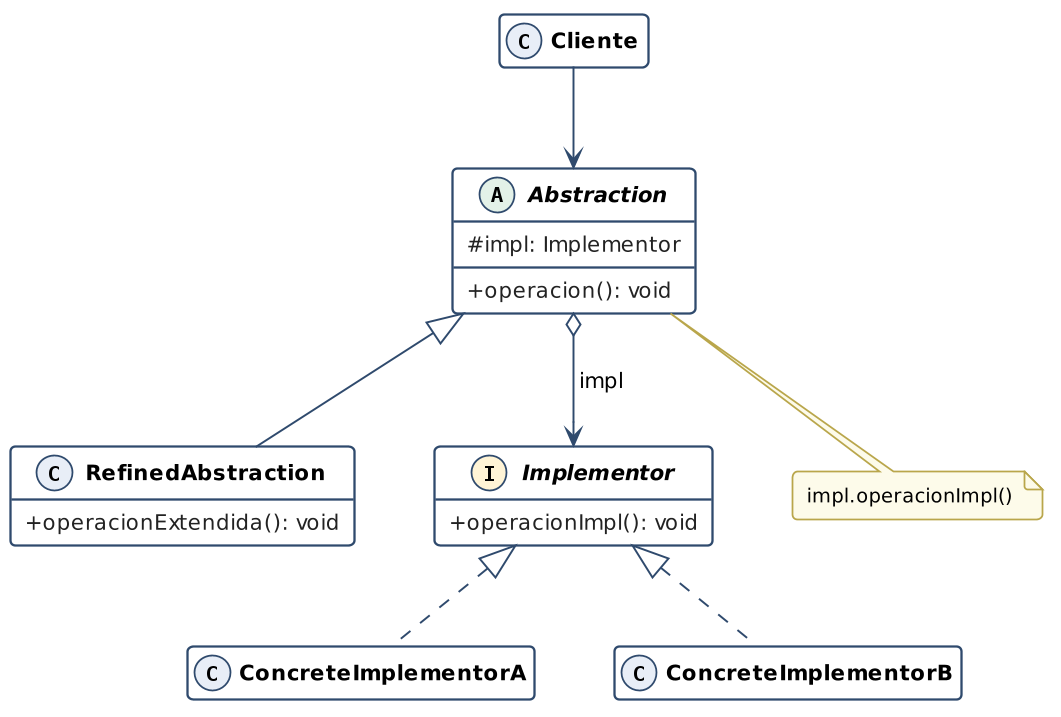 C Cliente
A Abstraction
#impl: Implementor
+operacion(): void
impl
C RefinedAbstraction
+operacionExtendida(): void
I Implementor
+operacionImpl(): void
impl.operacionImpl()
C ConcreteImplementorA
C ConcreteImplementorB